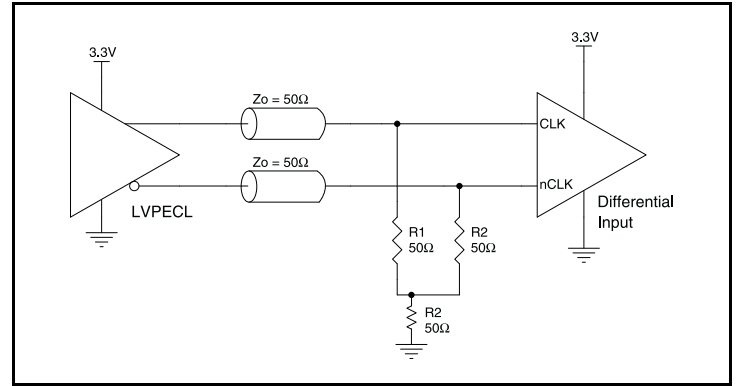 3.3V
3.3V
Zo = 50Ω
CLK
Zo = 50Ω
nCLK
LVPECL
Differential
Input
R1
50Ω
R2
50Ω
R2
50Ω